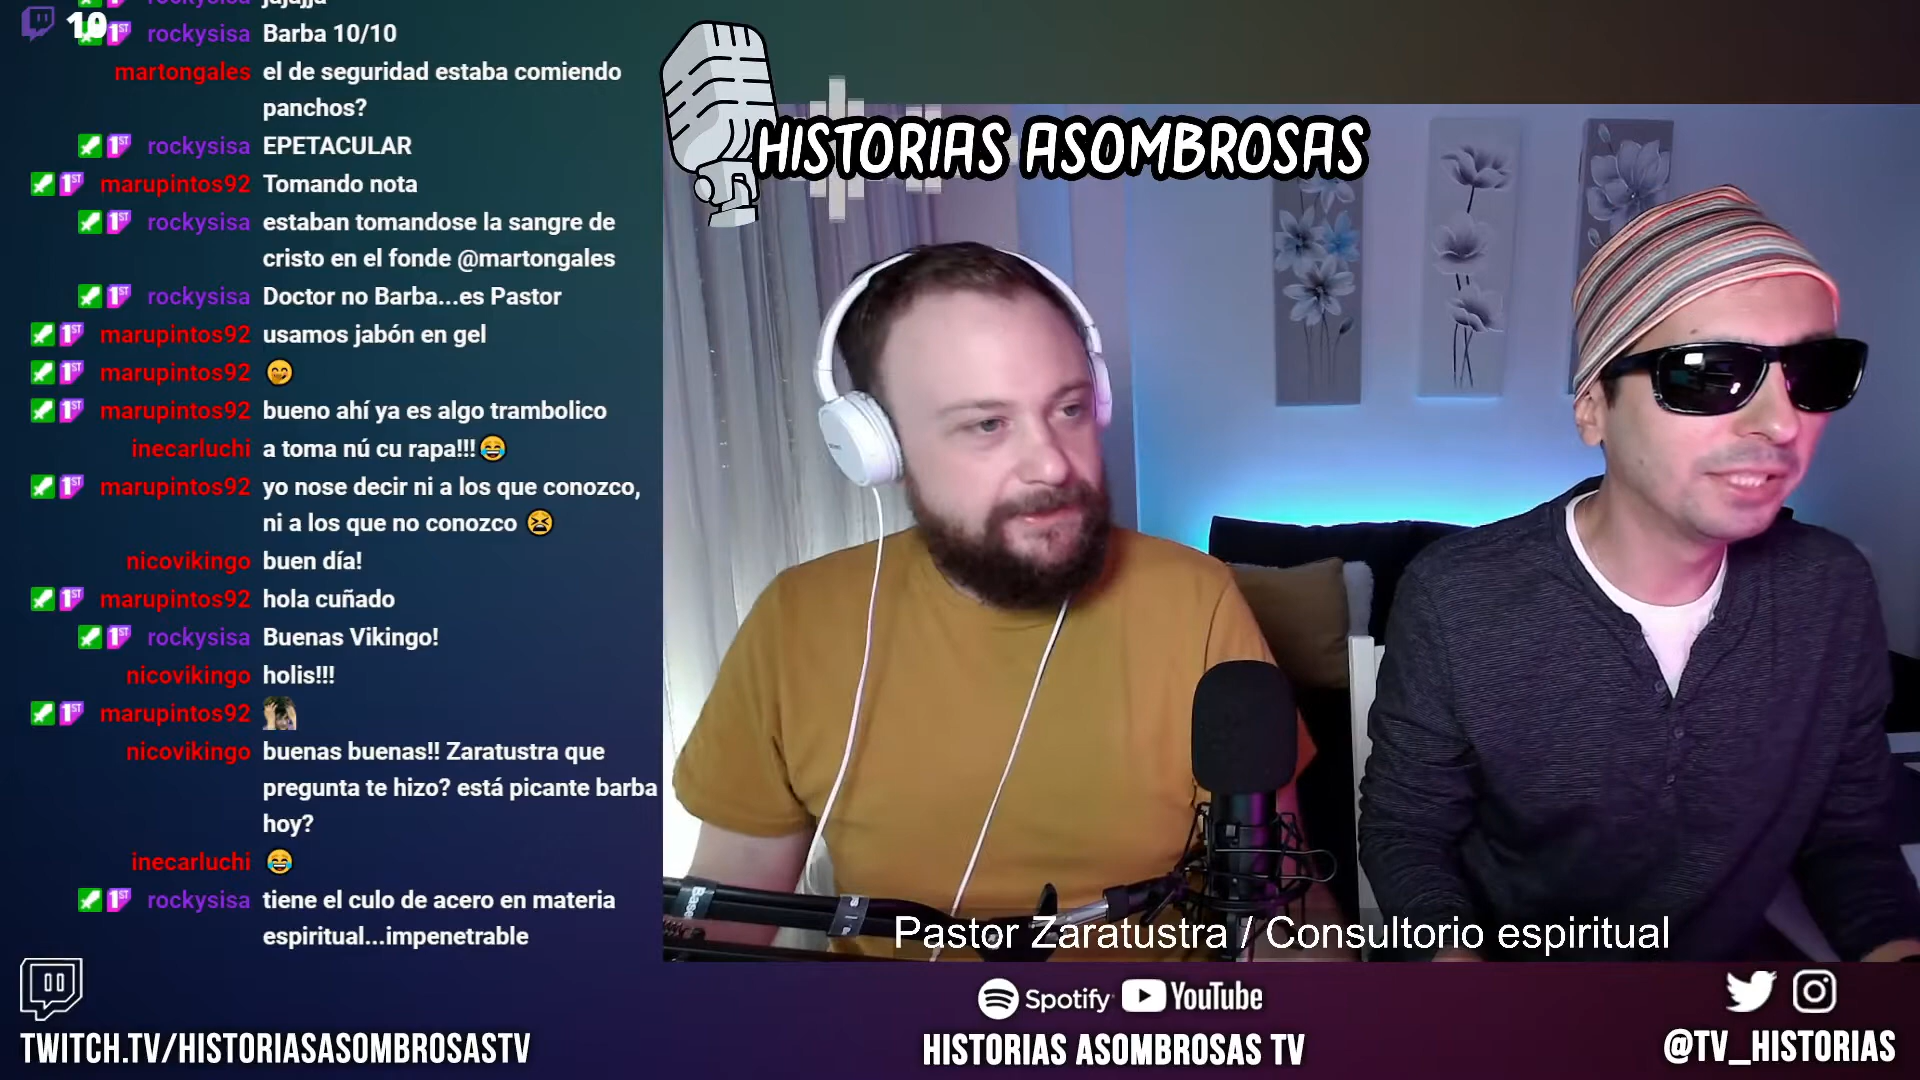 10
rockysisa jajajja
rockysisa Barba 10/10
martongales el de seguridad estaba comiendo
panchos?
rockysisa EPETACULAR
marupintos92 Tomando nota
rockysisa estaban tomandose la sangre de
cristo en el fonde @martongales
rockysisa Doctor no Barba...es Pastor
marupintos92 usamos jabón en gel
marupintos92 🤭
marupintos92 bueno ahí ya es algo trambolico
inecarluchi a toma nú cu rapa!!!😂
marupintos92 yo nose decir ni a los que conozco,
ni a los que no conozco 😫
nicovikingo buen día!
marupintos92 hola cuñado
rockysisa Buenas Vikingo!
nicovikingo holis!!!
marupintos92
nicovikingo buenas buenas!! Zaratustra que
pregunta te hizo? está picante barba
hoy?
inecarluchi 😂
rockysisa tiene el culo de acero en materia
espiritual...impenetrable
TWITCH.TV/HISTORIASASOMBROSASTV
HISTORIAS ASOMBROSAS
Pastor Zaratustra / Consultorio espiritual
Spotify YouTube
HISTORIAS ASOMBROSAS TV
@TV_HISTORIAS